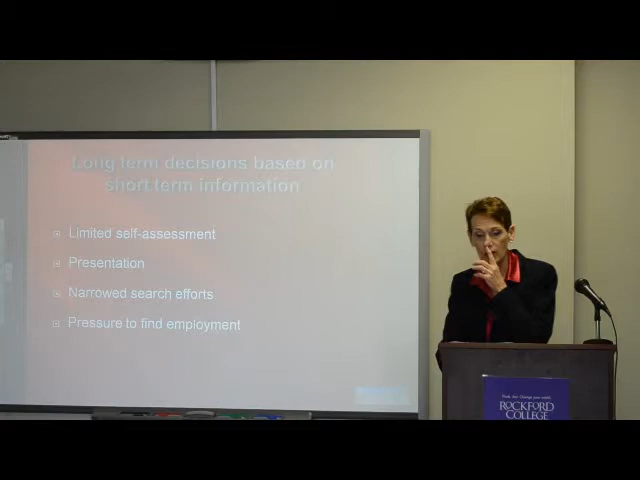 Long term decisions based on
short term information
Limited self-assessment
Presentation
Narrowed search efforts
Pressure to find employment
ROCKFORD
COLLEGE